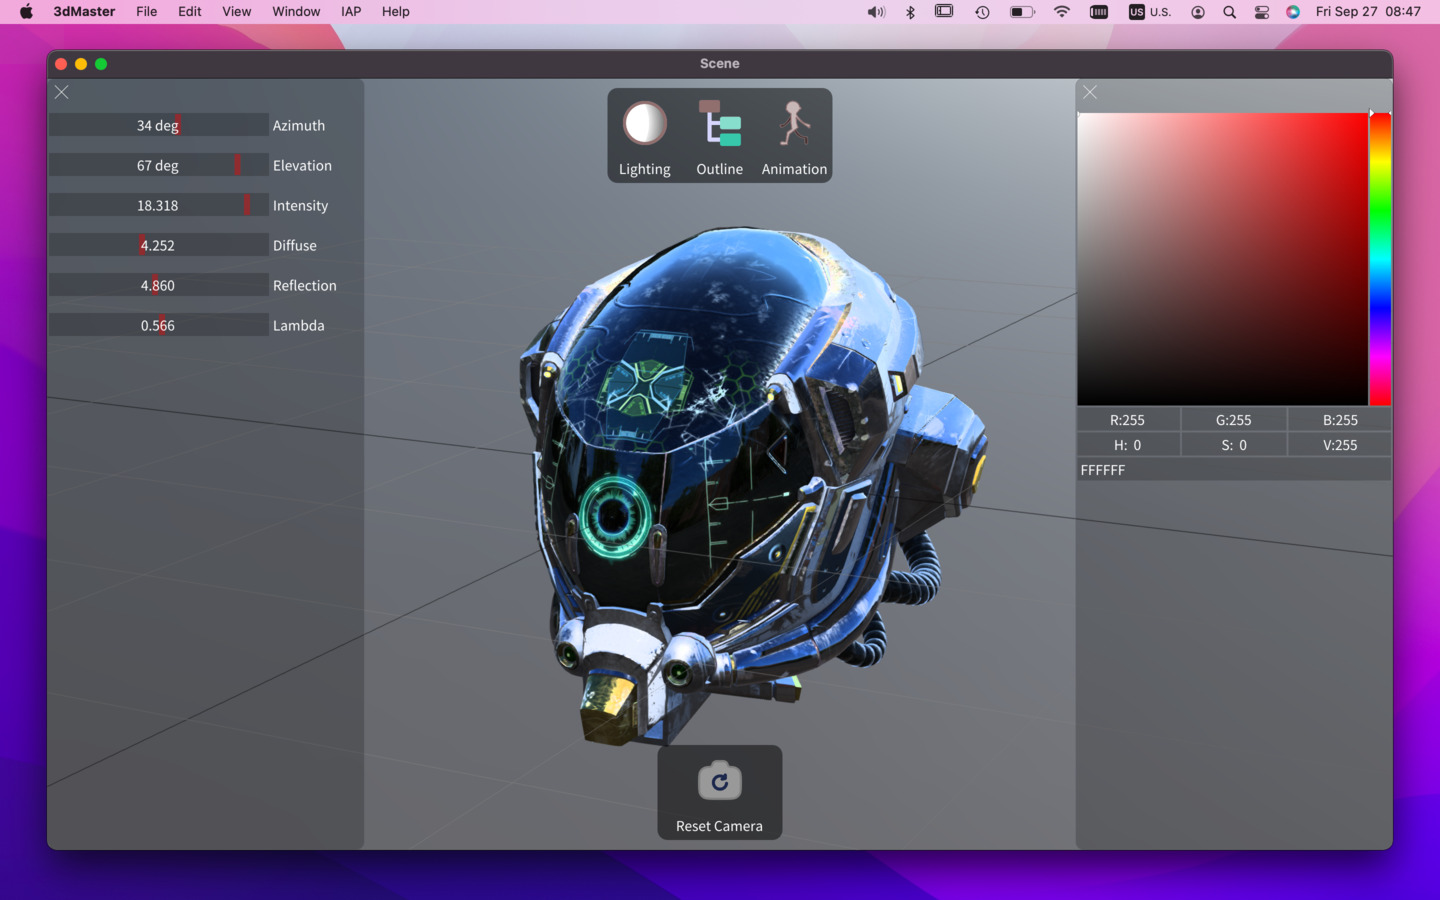 3dMaster File Edit View Window IAP Help US U.S. Fri Sep 27 08:47
Scene
34 deg Azimuth
67 deg Elevation
18.318 Intensity
4.252 Diffuse
4.860 Reflection
0.566 Lambda
Lighting Outline Animation
R:255 G:255 B:255
H: 0 S: 0 V:255
FFFFFF
Reset Camera